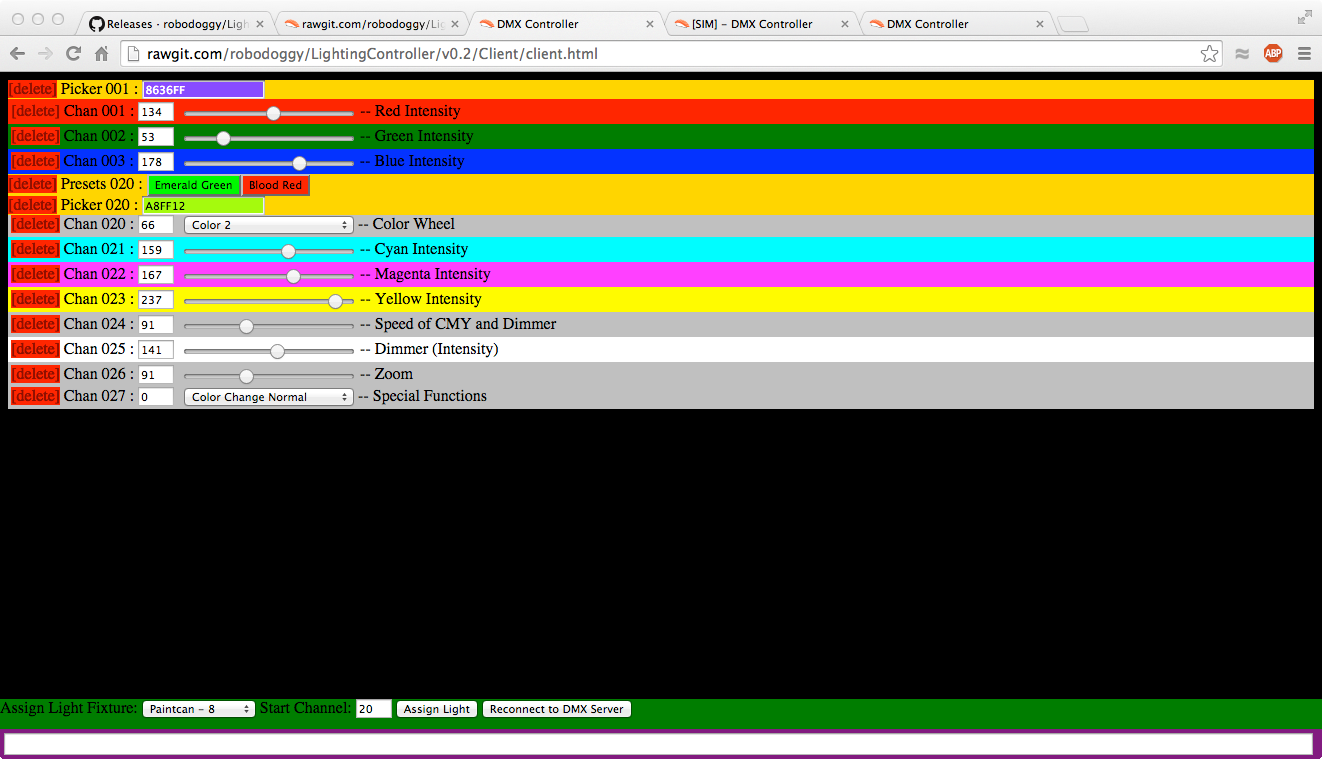 Releases · robodoggy/Ligh
rawgit.com/robodoggy/Lig
DMX Controller
[SIM] - DMX Controller
DMX Controller
rawgit.com/robodoggy/LightingController/v0.2/Client/client.html
ABP
[delete] Picker 001 : 8636FF
[delete] Chan 001 : 134 -- Red Intensity
[delete] Chan 002 : 53 -- Green Intensity
[delete] Chan 003 : 178 -- Blue Intensity
[delete] Presets 020 : Emerald Green Blood Red
[delete] Picker 020 : A8FF12
[delete] Chan 020 : 66 Color 2 -- Color Wheel
[delete] Chan 021 : 159 -- Cyan Intensity
[delete] Chan 022 : 167 -- Magenta Intensity
[delete] Chan 023 : 237 -- Yellow Intensity
[delete] Chan 024 : 91 -- Speed of CMY and Dimmer
[delete] Chan 025 : 141 -- Dimmer (Intensity)
[delete] Chan 026 : 91 -- Zoom
[delete] Chan 027 : 0 Color Change Normal -- Special Functions
Assign Light Fixture: Paintcan - 8 Start Channel: 20 Assign Light Reconnect to DMX Server